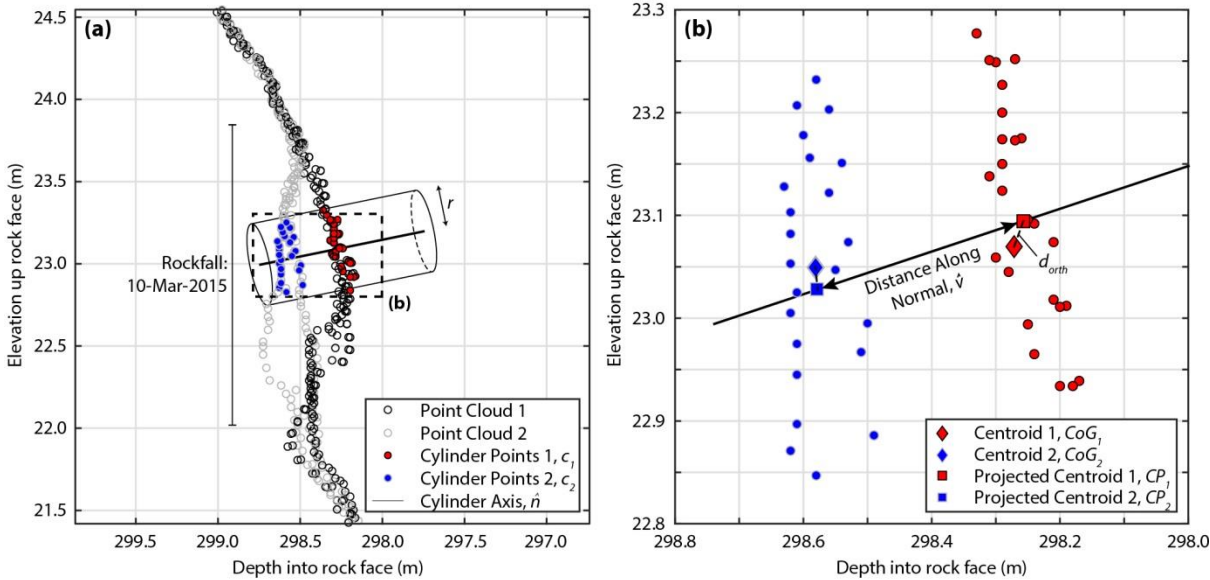 (a)
24.5
24.0
23.5
23.0
22.5
22.0
21.5
Elevation up rock face (m)
Rockfall:
10-Mar-2015
r
(b)
Point Cloud 1
Point Cloud 2
Cylinder Points 1, c1
Cylinder Points 2, c2
Cylinder Axis, n̂
299.5 299.0 298.5 298.0 297.5 297.0
Depth into rock face (m)
(b)
23.3
23.2
23.1
23.0
22.9
22.8
Elevation up rock face (m)
Distance Along
Normal, v̂
dorth
Centroid 1, CoG1
Centroid 2, CoG2
Projected Centroid 1, CP1
Projected Centroid 2, CP2
298.8 298.6 298.4 298.2 298.0
Depth into rock face (m)